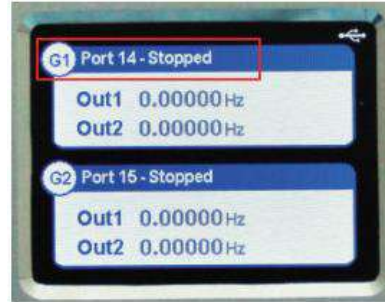 G1 Port 14 - Stopped
Out1 0.00000 Hz
Out2 0.00000 Hz
G2 Port 15 - Stopped
Out1 0.00000 Hz
Out2 0.00000 Hz